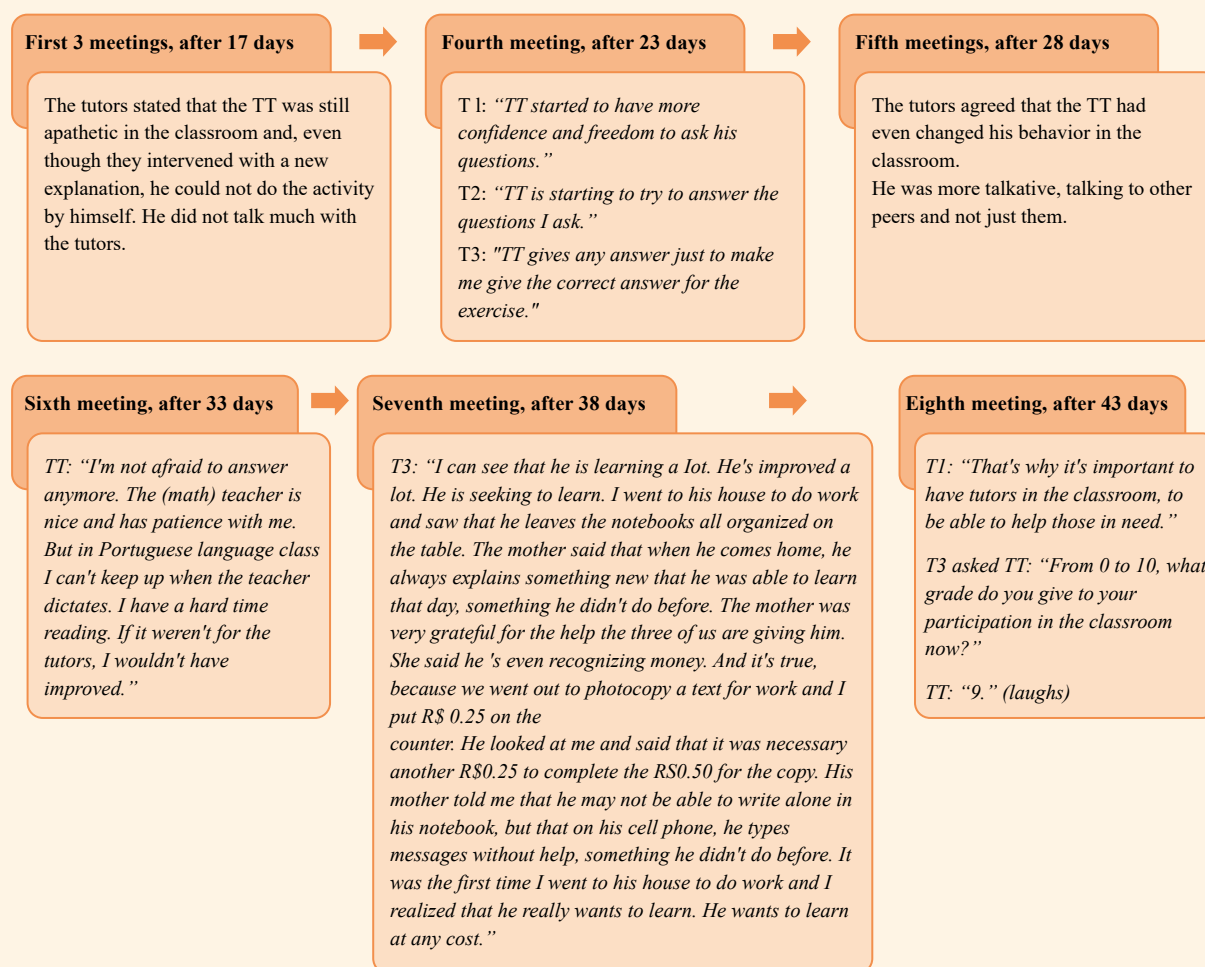 First 3 meetings, after 17 days
The tutors stated that the TT was still
apathetic in the classroom and, even
though they intervened with a new
explanation, he could not do the activity
by himself. He did not talk much with
the tutors.
Fourth meeting, after 23 days
T l: “TT started to have more
confidence and freedom to ask his
questions.”
T2: “TT is starting to try to answer the
questions I ask.”
T3: "TT gives any answer just to make
me give the correct answer for the
exercise."
Fifth meetings, after 28 days
The tutors agreed that the TT had
even changed his behavior in the
classroom.
He was more talkative, talking to other
peers and not just them.
Sixth meeting, after 33 days
TT: “I'm not afraid to answer
anymore. The (math) teacher is
nice and has patience with me.
But in Portuguese language class
I can't keep up when the teacher
dictates. I have a hard time
reading. If it weren't for the
tutors, I wouldn't have
improved.”
Seventh meeting, after 38 days
T3: “I can see that he is learning a Iot. He's improved a
lot. He is seeking to learn. I went to his house to do work
and saw that he leaves the notebooks all organized on
the table. The mother said that when he comes home, he
always explains something new that he was able to learn
that day, something he didn't do before. The mother was
very grateful for the help the three of us are giving him.
She said he 's even recognizing money. And it's true,
because we went out to photocopy a text for work and I
put R$ 0.25 on the
counter. He looked at me and said that it was necessary
another R$0.25 to complete the RS0.50 for the copy. His
mother told me that he may not be able to write alone in
his notebook, but that on his cell phone, he types
messages without help, something he didn't do before. It
was the first time I went to his house to do work and I
realized that he really wants to learn. He wants to learn
at any cost.”
Eighth meeting, after 43 days
T1: “That's why it's important to
have tutors in the classroom, to
be able to help those in need.”
T3 asked TT: “From 0 to 10, what
grade do you give to your
participation in the classroom
now?”
TT: “9.” (laughs)